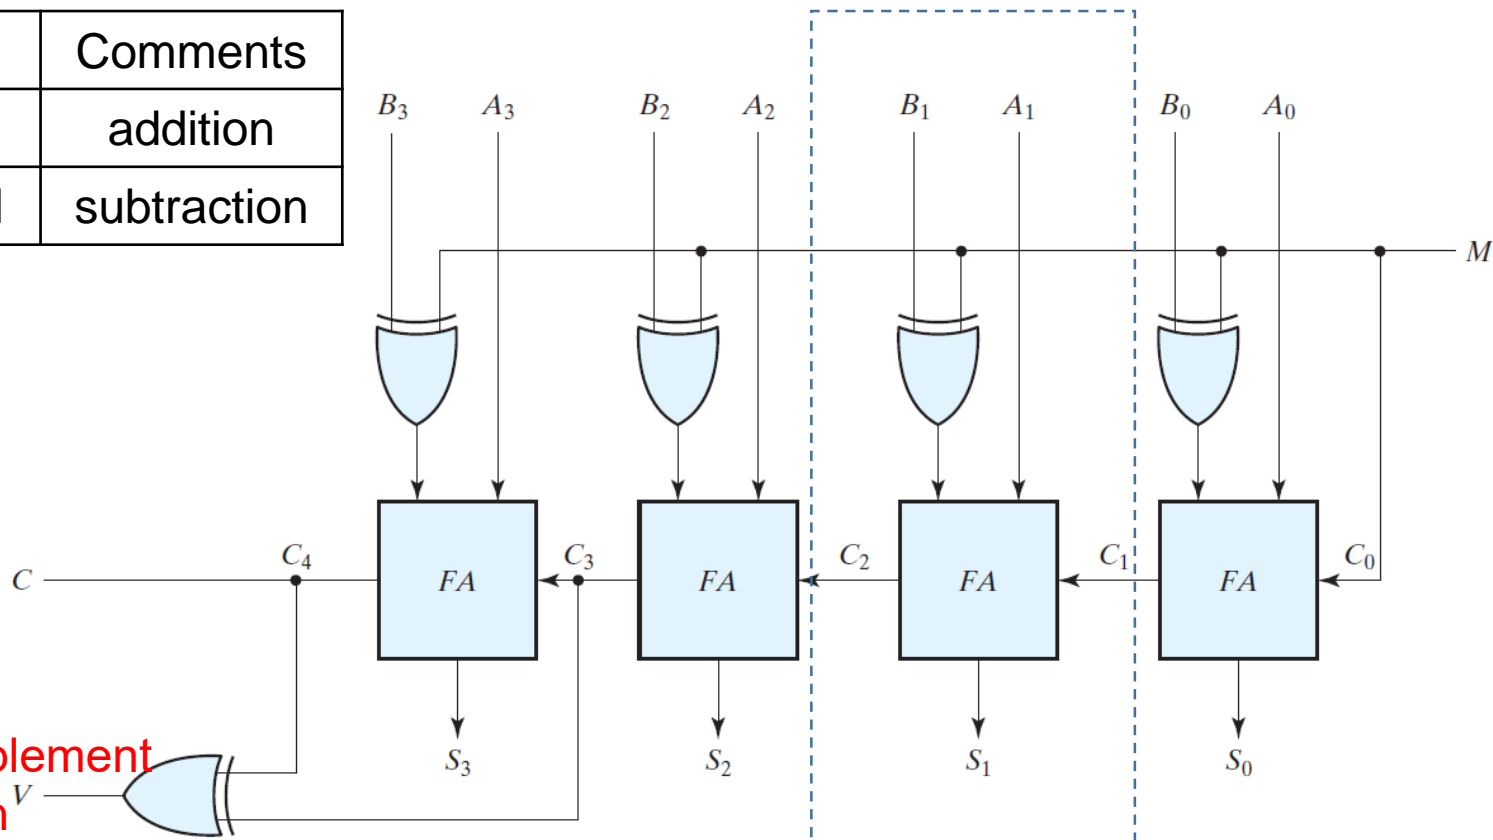 Comments
addition
subtraction
B3 A3 B2 A2 B1 A1 B0 A0
M
C C4 FA C3 FA C2 FA C1 FA C0
S3 S2 S1 S0
plement
V